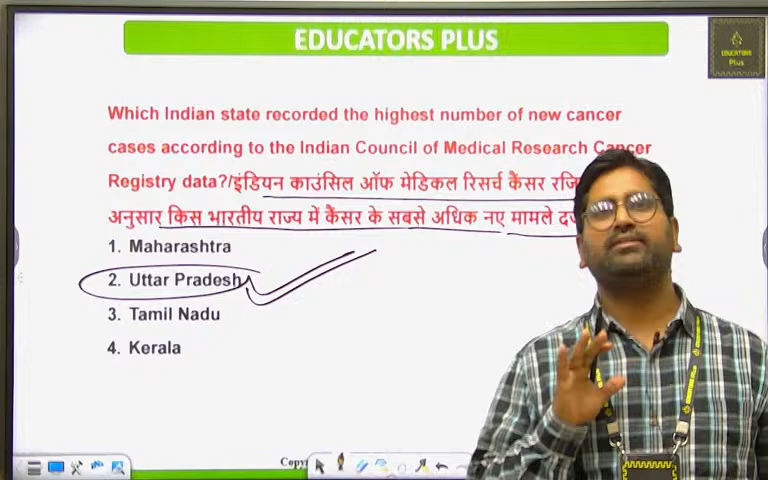 EDUCATORS PLUS
EDUCATORS
Plus
Which Indian state recorded the highest number of new cancer
cases according to the Indian Council of Medical Research Cancer
Registry data?/इंडियन काउंसिल ऑफ मेडिकल रिसर्च कैंसर
अनुसार किस भारतीय राज्य में कैंसर के सबसे अधिक नए मामले
1. Maharashtra
2. Uttar Pradesh
3. Tamil Nadu
4. Kerala